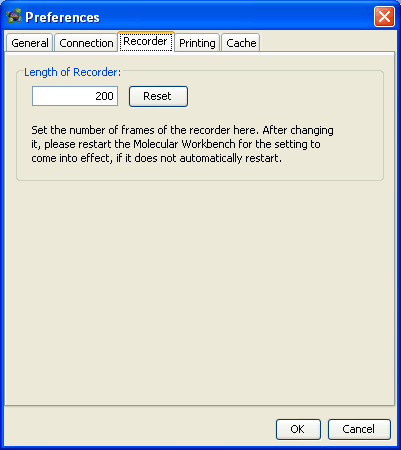 Preferences
General Connection Recorder Printing Cache
Length of Recorder:
200 Reset
Set the number of frames of the recorder here. After changing
it, please restart the Molecular Workbench for the setting to
come into effect, if it does not automatically restart.
OK Cancel